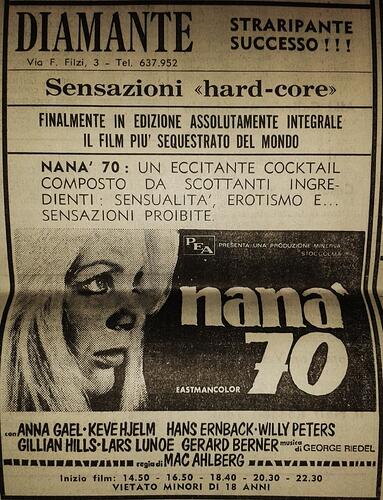 DIAMANTE
STRARIPANTE
SUCCESSO!!!
Via F. Filzi, 3 - Tel. 637.952
Sensazioni «hard-core»
FINALMENTE IN EDIZIONE ASSOLUTAMENTE INTEGRALE
IL FILM PIU' SEQUESTRATO DEL MONDO
NANA' 70: UN ECCITANTE COCKTAIL
COMPOSTO DA SCOTTANTI INGRE-
DIENTI: SENSUALITA', EROTISMO E...
SENSAZIONI PROIBITE.
PEA PRESENTA UNA PRODUZIONE MINERVA
STOCCOLMA
nanà
70
EASTMANCOLOR
con ANNA GAEL · KEVE HJELM HANS ERNBACK · WILLY PETERS
GILLIAN HILLS · LARS LUNOE GERARD BERNER musica di GEORGE RIEDEL
regia di MAC AHLBERG
Inizio film: 14.50 - 16.50 - 18.40 - 20.30 - 22.30
VIETATO MINORI DI 18 ANNI